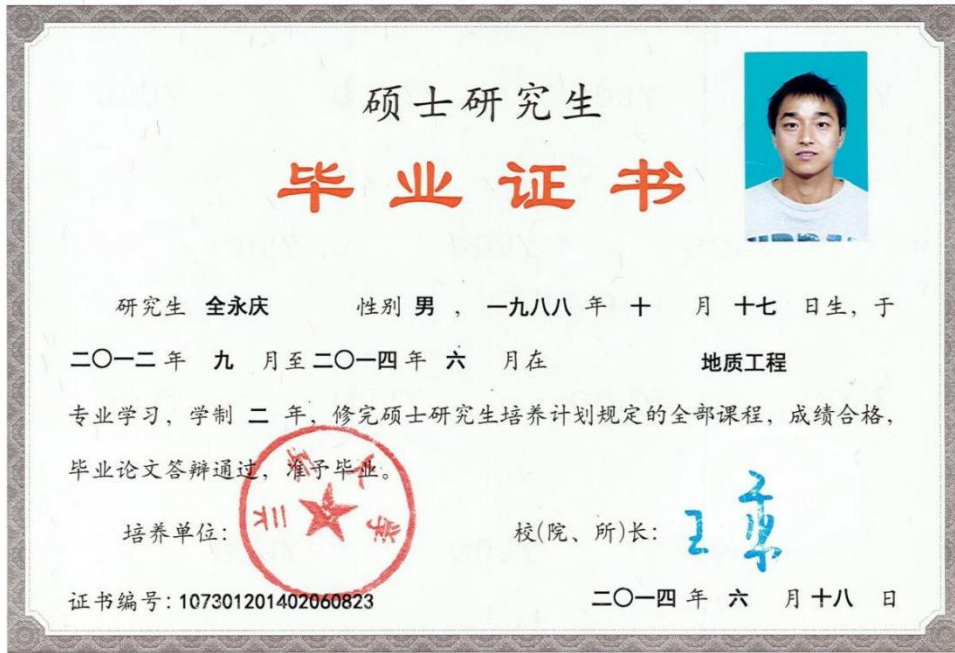 硕士研究生
毕业证书
研究生 全永庆 性别 男 , 一九八八 年 十 月 十七 日生, 于
二〇一二 年 九 月至 二〇一四 年 六 月在 地质工程
专业学习, 学制 二 年, 修完硕士研究生培养计划规定的全部课程, 成绩合格,
毕业论文答辩通过, 准予毕业。
培养单位: 校(院、所)长:
证书编号: 107301201402060823 二〇一四 年 六 月 十八 日